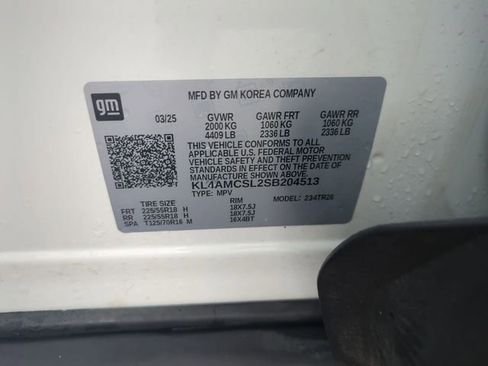 gm
MFD BY GM KOREA COMPANY
03/25 GVWR GAWR FRT GAWR RR
2000 KG 1060 KG 1060 KG
4409 LB 2336 LB 2336 LB
THIS VEHICLE CONFORMS TO ALL
APPLICABLE U.S. FEDERAL MOTOR
VEHICLE SAFETY AND THEFT PREVENTION
STANDARDS IN EFFECT ON THE DATE OF
MANUFACTURE SHOWN ABOVE.
KL4AMCSL2SB204513
TYPE: MPV MODEL: 234TR26
TIRE SIZE RIM
FRT 225/55R18 H 18X7.5J
RR 225/55R18 H 18X7.5J
SPA T125/70R16 M 16X4BT